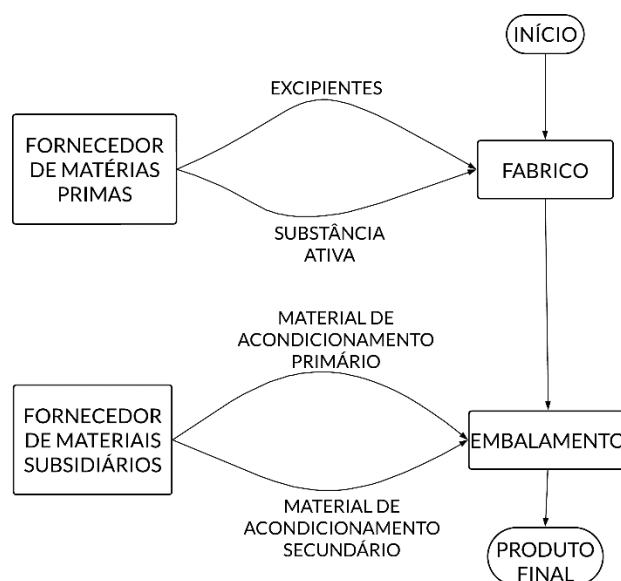 INÍCIO
EXCIPIENTES
FORNECEDOR
DE MATÉRIAS
PRIMAS
FABRICO
SUBSTÂNCIA
ATIVA
MATERIAL DE
ACONDICIONAMENTO
PRIMÁRIO
FORNECEDOR
DE MATERIAIS
SUBSIDIÁRIOS
EMBALAMENTO
MATERIAL DE
ACONDICIONAMENTO
SECUNDÁRIO
PRODUTO
FINAL